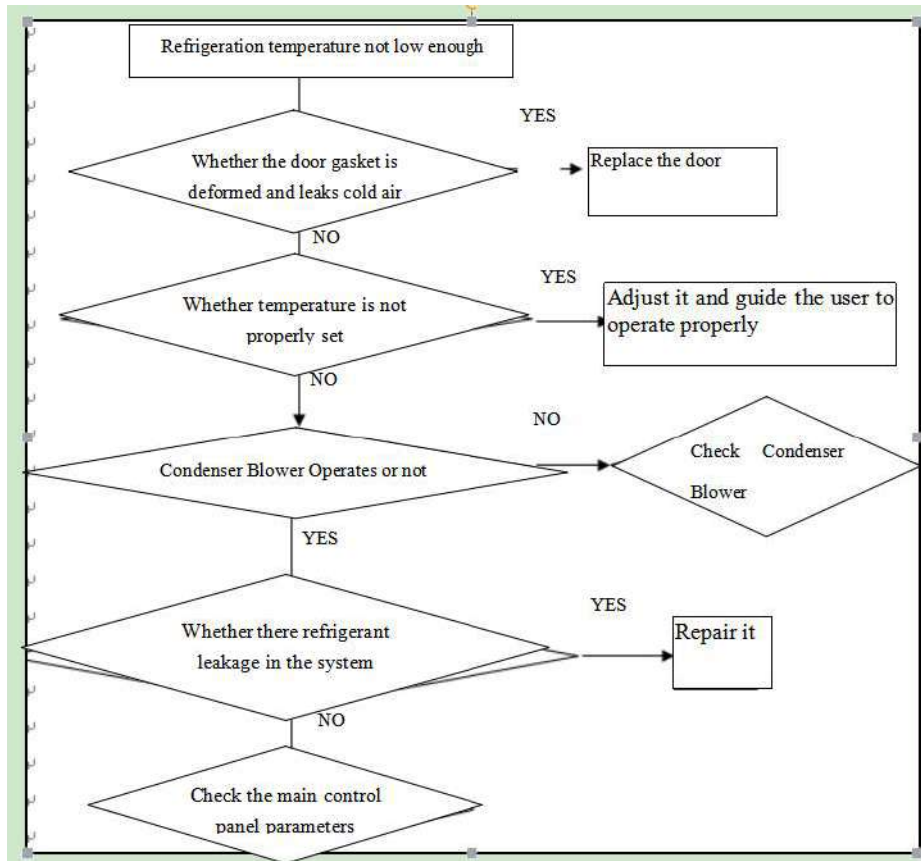 Refrigeration temperature not low enough
YES
Whether the door gasket is
deformed and leaks cold air
Replace the door
NO
YES
Whether temperature is not
properly set
Adjust it and guide the user to
operate properly
NO
NO
Condenser Blower Operates or not
Check Condenser
Blower
YES
YES
Whether there refrigerant
leakage in the system
Repair it
NO
Check the main control
panel parameters